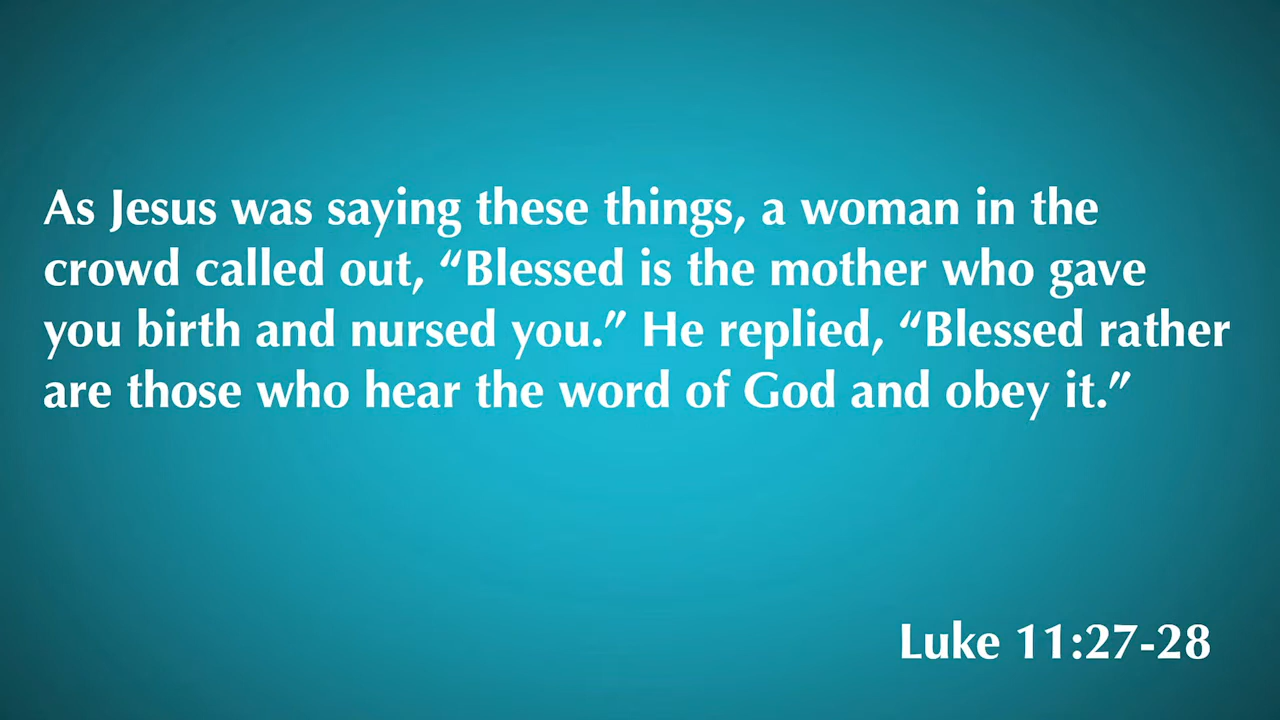 As Jesus was saying these things, a woman in the
crowd called out, “Blessed is the mother who gave
you birth and nursed you.” He replied, “Blessed rather
are those who hear the word of God and obey it.”
Luke 11:27-28